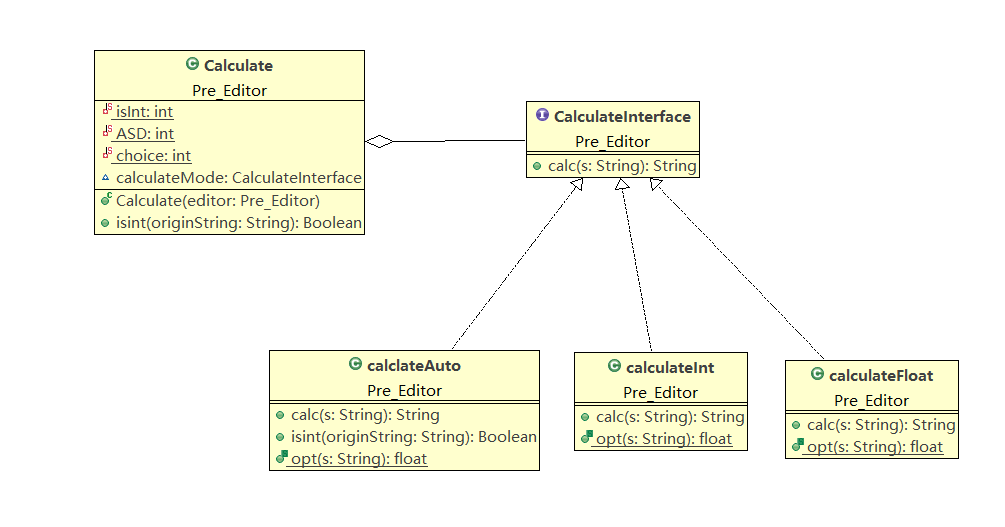 Calculate
Pre_Editor
isInt: int
ASD: int
choice: int
calculateMode: CalculateInterface
Calculate(editor: Pre_Editor)
isint(originString: String): Boolean
CalculateInterface
Pre_Editor
calc(s: String): String
calclateAuto
Pre_Editor
calc(s: String): String
isint(originString: String): Boolean
opt(s: String): float
calculateInt
Pre_Editor
calc(s: String): String
opt(s: String): float
calculateFloat
Pre_Editor
calc(s: String): String
opt(s: String): float